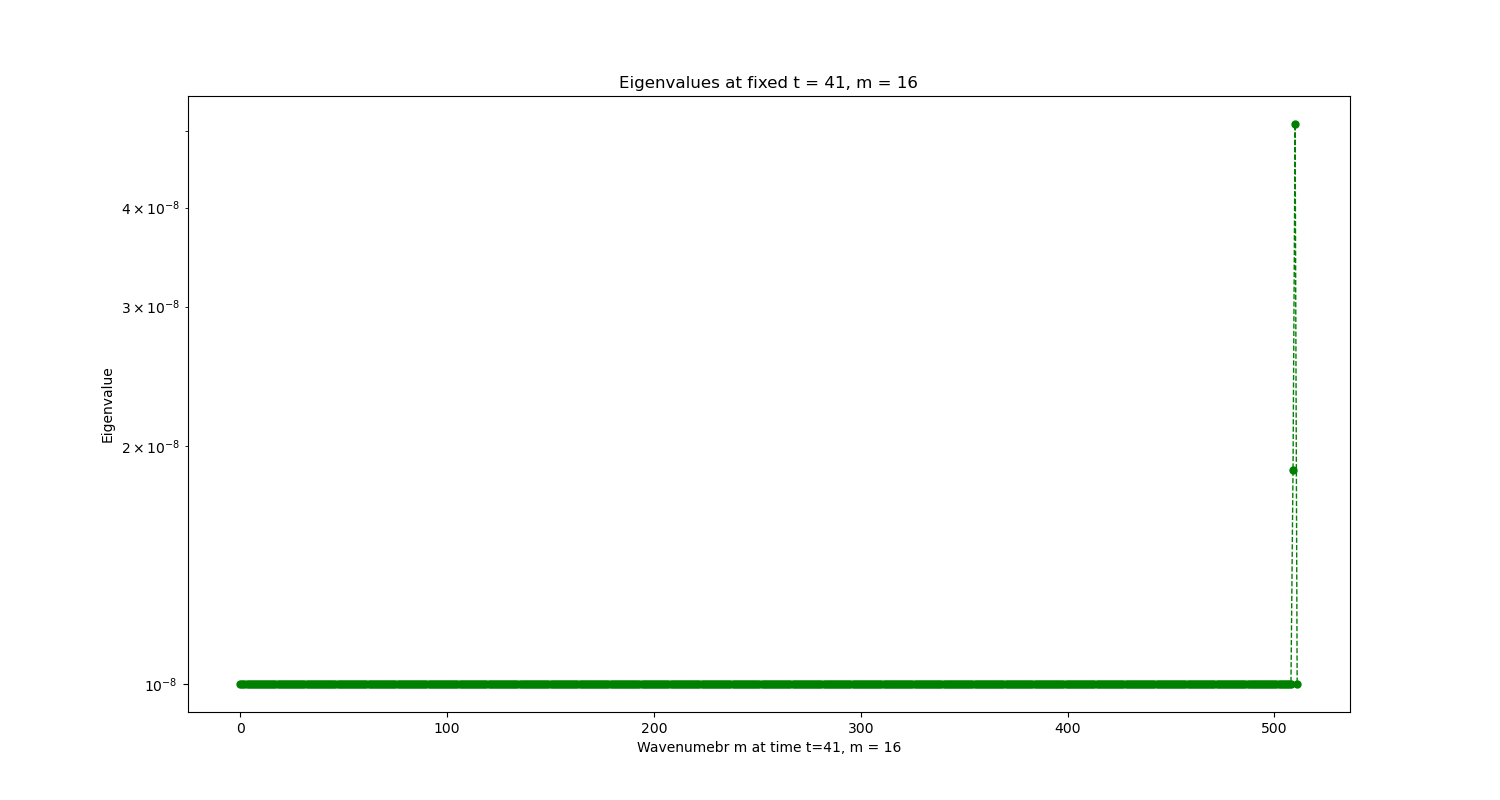 Eigenvalues at fixed t = 41, m = 16
Eigenvalue
4 × 10⁻⁸
3 × 10⁻⁸
2 × 10⁻⁸
10⁻⁸
0 100 200 300 400 500
Wavenumebr m at time t=41, m = 16